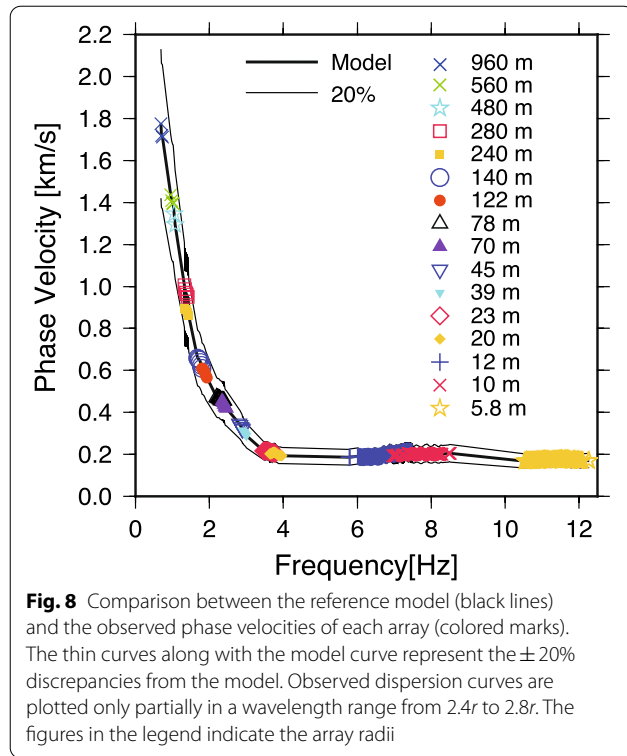 2.2
2.0
1.8
1.6
1.4
1.2
1.0
0.8
0.6
0.4
0.2
0.0
Phase Velocity [km/s]
0 2 4 6 8 10 12
Frequency[Hz]
Model
20%
960 m
560 m
480 m
280 m
240 m
140 m
122 m
78 m
70 m
45 m
39 m
23 m
20 m
12 m
10 m
5.8 m
Fig. 8 Comparison between the reference model (black lines)
and the observed phase velocities of each array (colored marks).
The thin curves along with the model curve represent the ± 20%
discrepancies from the model. Observed dispersion curves are
plotted only partially in a wavelength range from 2.4r to 2.8r. The
figures in the legend indicate the array radii